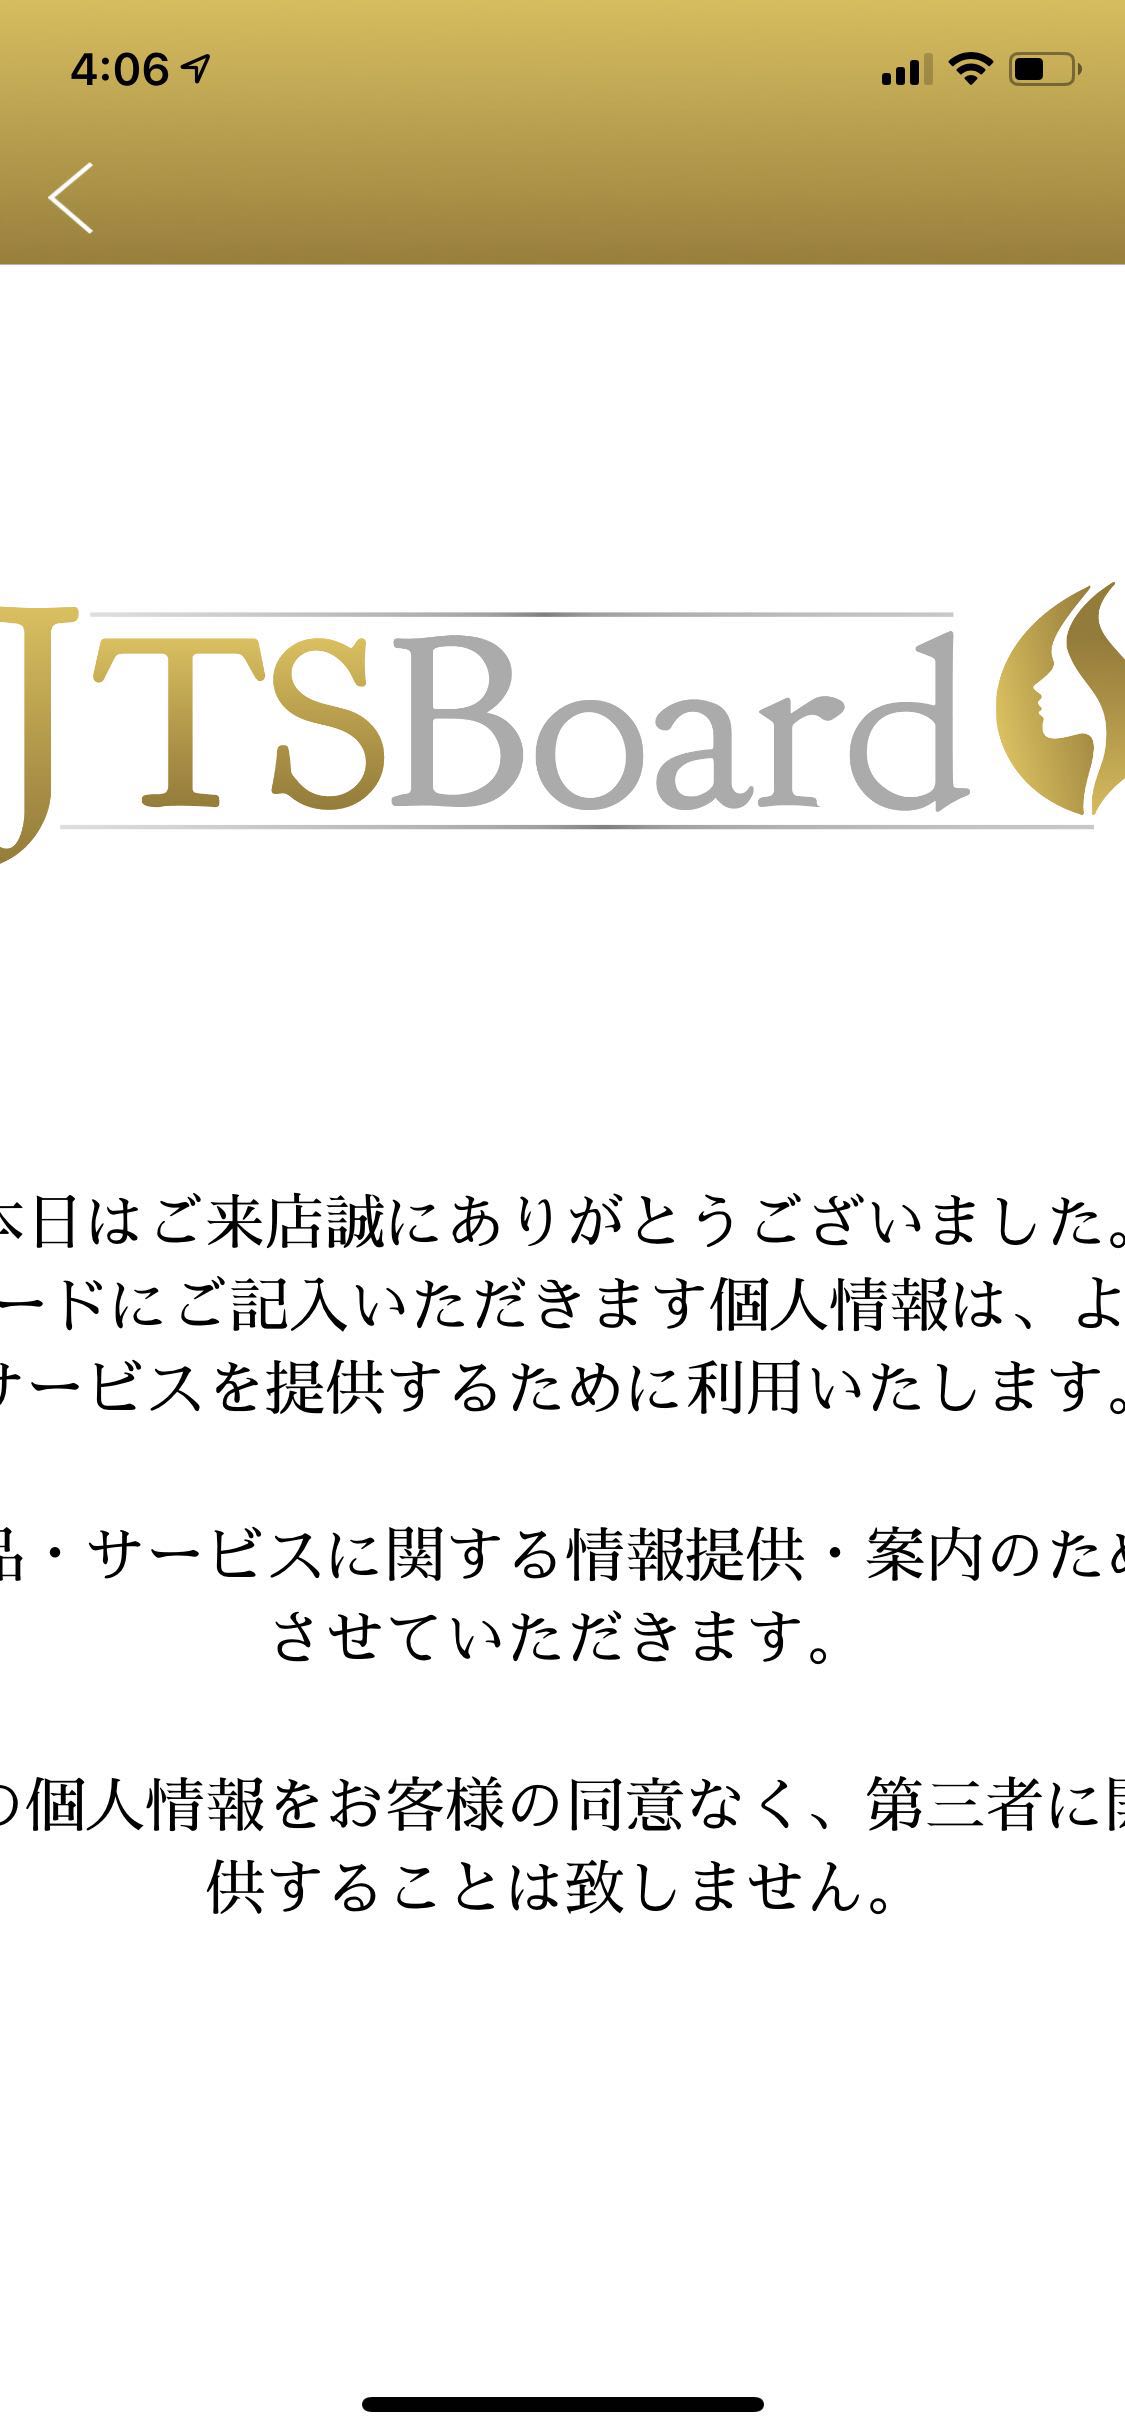 4:06
JTSBoard
本日はご来店誠にありがとうございました。
ードにご記入いただきます個人情報は、よ
サービスを提供するために利用いたします。
品・サービスに関する情報提供・案内のため
させていただきます。
の個人情報をお客様の同意なく、第三者に開
供することは致しません。